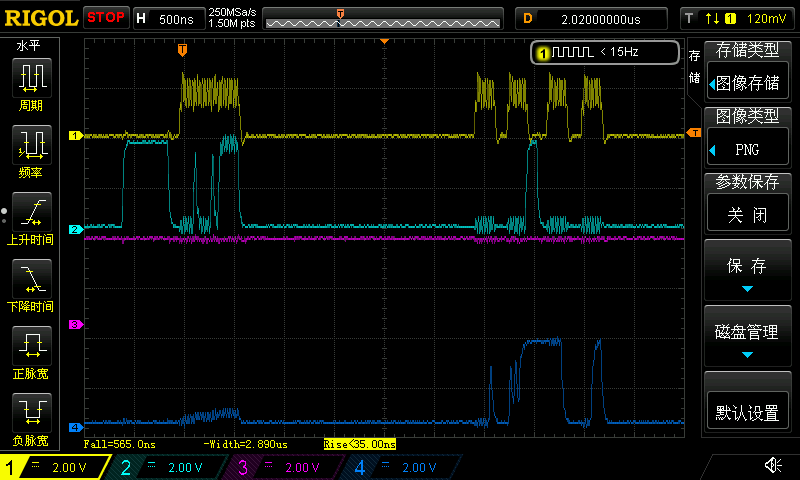 RIGOL STOP H 500ns 250MSa/s 1.50M pts T D 2.02000000us T 1 120mV
水平
周期
频率
上升时间
下降时间
正脉宽
负脉宽
T
1 < 15Hz
1
2
3
4
T
Fall=565.0ns -Width=2.890us Rise<35.00ns
存储
存储类型
图像存储
图像类型
PNG
参数保存
关 闭
保 存
磁盘管理
默认设置
1 2.00 V 2 2.00 V 3 2.00 V 4 2.00 V